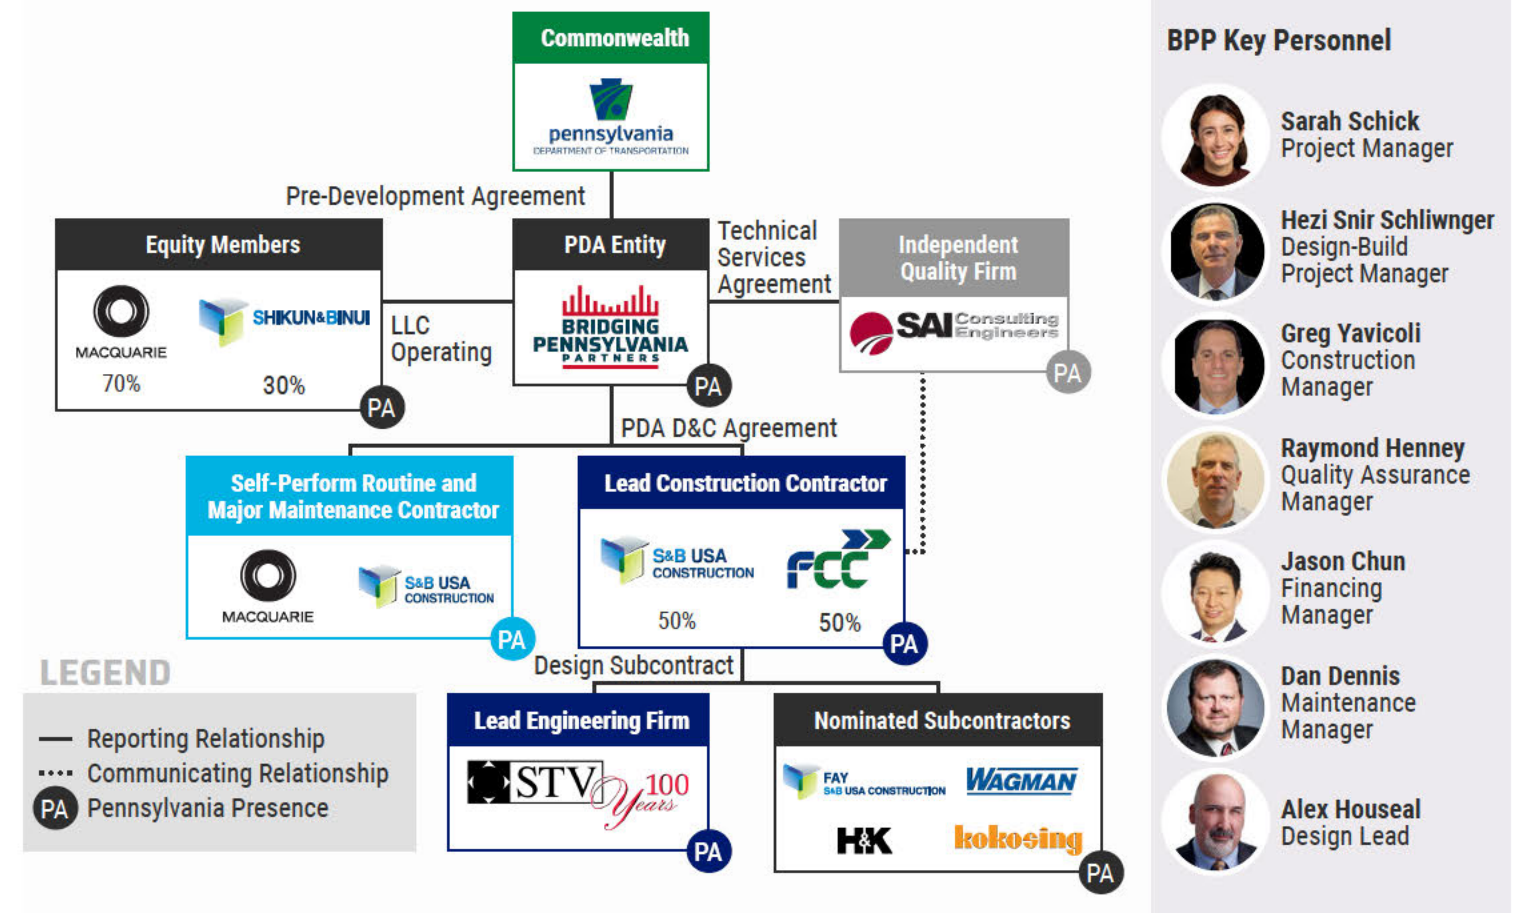 Commonwealth
pennsylvania
DEPARTMENT OF TRANSPORTATION
Pre-Development Agreement
Equity Members
MACQUARIE
70%
SHIKUN&BINUI
30%
PA
LLC
Operating
PDA Entity
BRIDGING
PENNSYLVANIA
PARTNERS
PA
Technical
Services
Agreement
Independent
Quality Firm
SAI Consulting
Engineers
PA
PDA D&C Agreement
Self-Perform Routine and
Major Maintenance Contractor
MACQUARIE
S&B USA
CONSTRUCTION
PA
Lead Construction Contractor
S&B USA
CONSTRUCTION
50%
FCC
50%
PA
Design Subcontract
Lead Engineering Firm
STV
100
Years
PA
Nominated Subcontractors
FAY
S&B USA CONSTRUCTION
WAGMAN
H&K
kokosing
PA
LEGEND
Reporting Relationship
Communicating Relationship
PA Pennsylvania Presence
BPP Key Personnel
Sarah Schick
Project Manager
Hezi Snir Schliwnger
Design-Build
Project Manager
Greg Yavicoli
Construction
Manager
Raymond Henney
Quality Assurance
Manager
Jason Chun
Financing
Manager
Dan Dennis
Maintenance
Manager
Alex Houseal
Design Lead